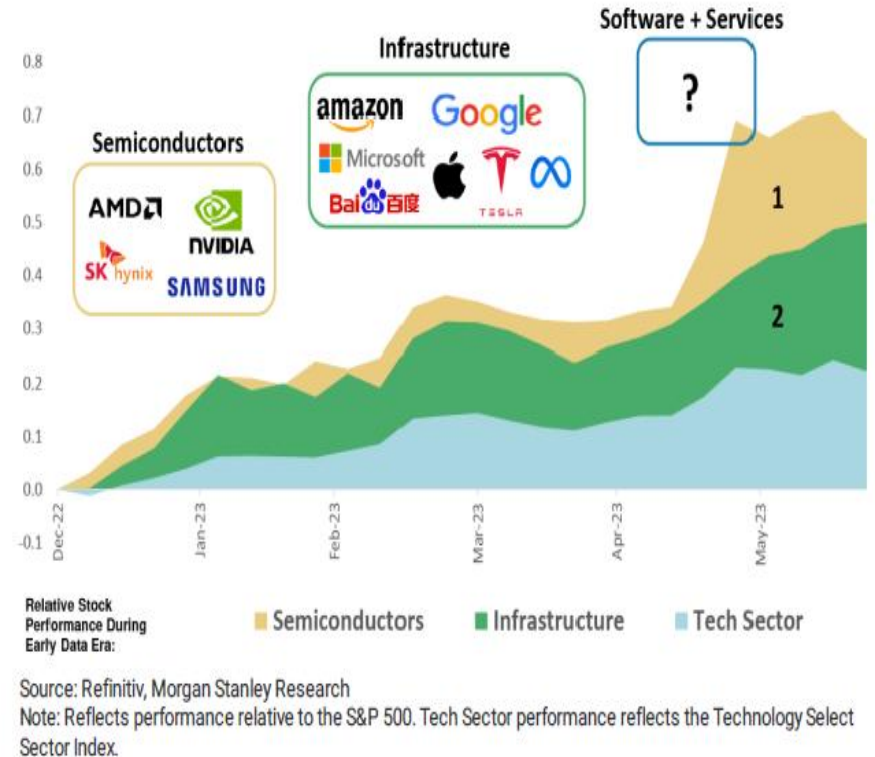 Software + Services
?
Infrastructure
amazon
Google
Microsoft
Bai du 百度
TESLA
Semiconductors
AMD
NVIDIA
SK hynix
SAMSUNG
0.8
0.7
0.6
0.5
0.4
0.3
0.2
0.1
0.0
-0.1
1
2
Dec-22
Jan-23
Feb-23
Mar-23
Apr-23
May-23
Relative Stock
Performance During
Early Data Era:
Semiconductors
Infrastructure
Tech Sector
Source: Refinitiv, Morgan Stanley Research
Note: Reflects performance relative to the S&P 500. Tech Sector performance reflects the Technology Select
Sector Index.